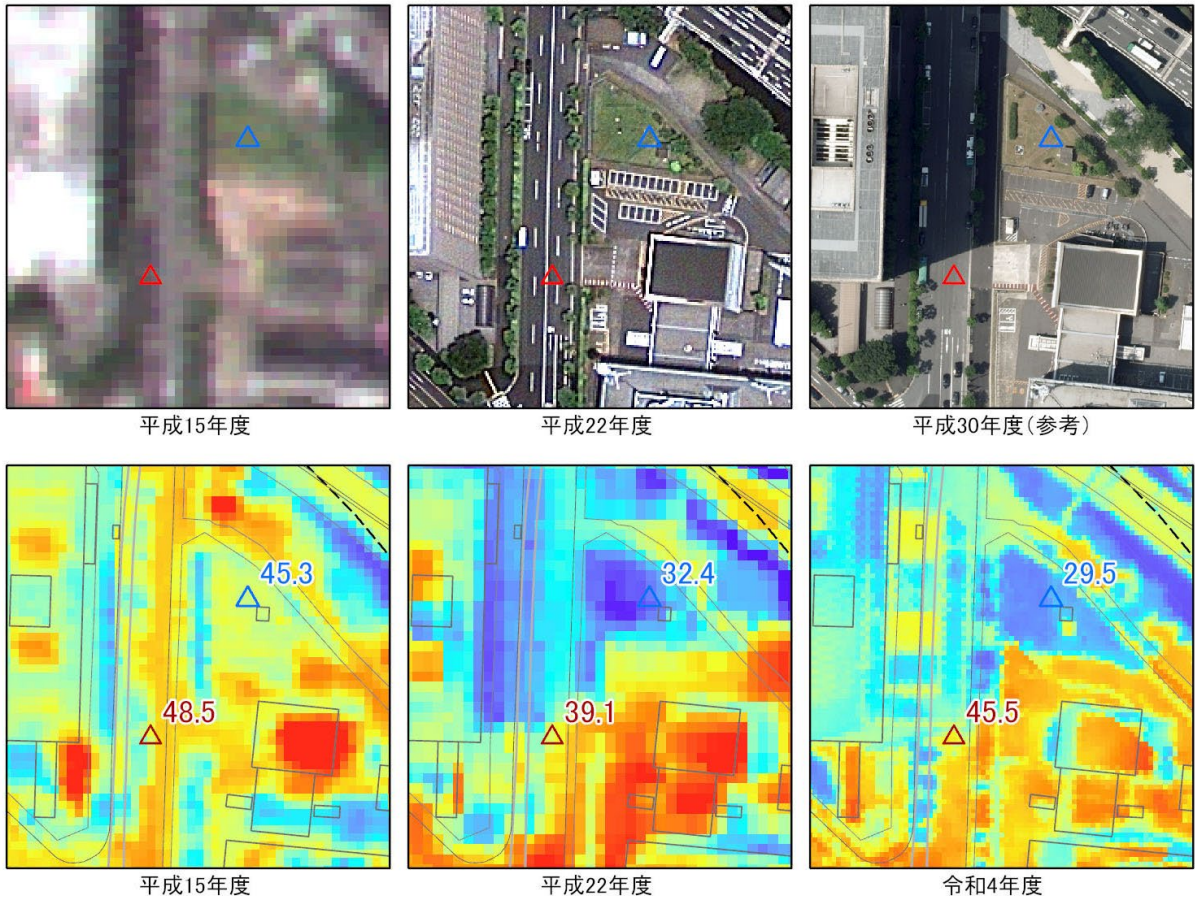 平成15年度
平成22年度
平成30年度(参考)
45.3
48.5
32.4
39.1
29.5
45.5
平成15年度
平成22年度
令和4年度